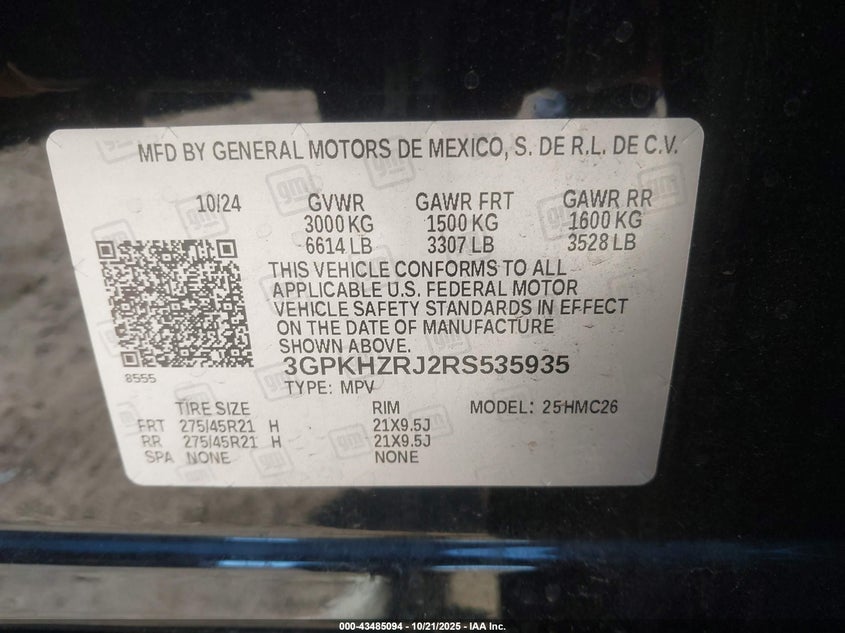 MFD BY GENERAL MOTORS DE MEXICO, S. DE R.L. DE C.V.
10/24 GVWR GAWR FRT GAWR RR
3000 KG 1500 KG 1600 KG
6614 LB 3307 LB 3528 LB
THIS VEHICLE CONFORMS TO ALL
APPLICABLE U.S. FEDERAL MOTOR
VEHICLE SAFETY STANDARDS IN EFFECT
ON THE DATE OF MANUFACTURE
SHOWN ABOVE.
3GPKHZRJ2RS535935
8555
TYPE: MPV
TIRE SIZE RIM MODEL: 25HMC26
FRT 275/45R21 H 21X9.5J
RR 275/45R21 H 21X9.5J
SPA NONE NONE
000-43485094 - 10/21/2025 - IAA Inc.